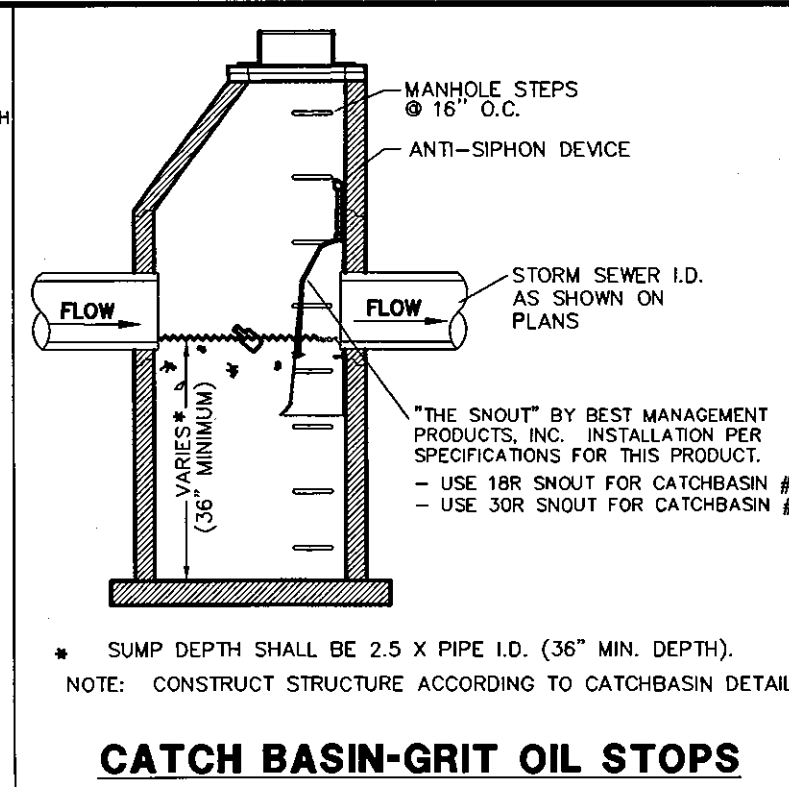 H
MANHOLE STEPS
@ 16" O.C.
ANTI-SIPHON DEVICE
STORM SEWER I.D.
AS SHOWN ON
PLANS
FLOW
FLOW
VARIES*
(36" MINIMUM)
"THE SNOUT" BY BEST MANAGEMENT
PRODUCTS, INC. INSTALLATION PER
SPECIFICATIONS FOR THIS PRODUCT.
- USE 18R SNOUT FOR CATCHBASIN #
- USE 30R SNOUT FOR CATCHBASIN #
* SUMP DEPTH SHALL BE 2.5 X PIPE I.D. (36" MIN. DEPTH).
NOTE: CONSTRUCT STRUCTURE ACCORDING TO CATCHBASIN DETAIL
CATCH BASIN-GRIT OIL STOPS